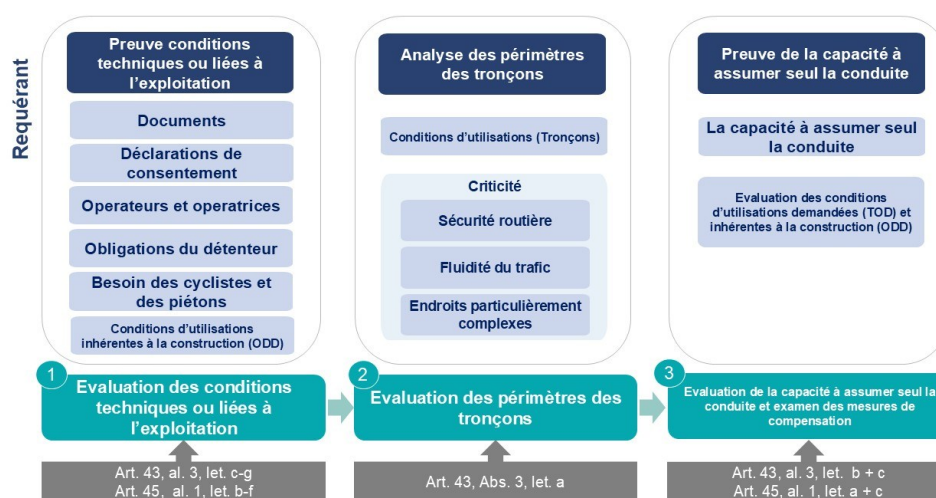 Requérant
Preuve conditions
techniques ou liées à
l'exploitation
Documents
Déclarations de
consentement
Operateurs et operatrices
Obligations du détenteur
Besoin des cyclistes et
des piétons
Conditions d'utilisations
inhérentes à la construction (ODD)
Analyse des périmètres
des tronçons
Conditions d'utilisations (Tronçons)
Criticité
Sécurité routière
Fluidité du trafic
Endroits particulièrement
complexes
Preuve de la capacité à
assumer seul la conduite
La capacité à assumer seul
la conduite
Evaluation des conditions
d'utilisations demandées (TOD) et
inhérentes à la construction (ODD)
1
Evaluation des conditions
techniques ou liées à
l'exploitation
2
Evaluation des périmètres des
tronçons
3
Evaluation de la capacité à assumer seul la
conduite et examen des mesures de
compensation
Art. 43, al. 3, let. c-g
Art. 45, al. 1, let. b-f
Art. 43, Abs. 3, let. a
Art. 43, al. 3, let. b + c
Art. 45, al. 1, let. a + c